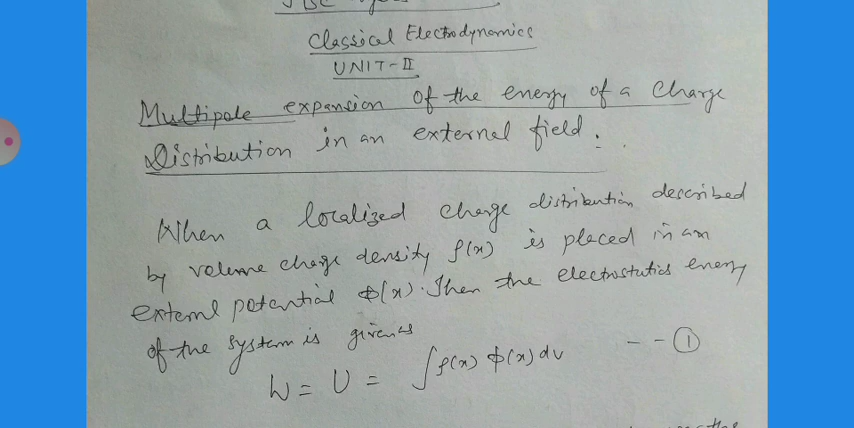 Classical Electrodynamics
UNIT-II
Multipole expansion of the energy of a Charge
Distribution in an external field:.
When a localized charge distribution described
by volume charge density ρ(x) is placed in an
external potential Φ(x). Then the electrostatics energy
of the system is given as
W = U = ∫ρ(x) Φ(x) dv --①